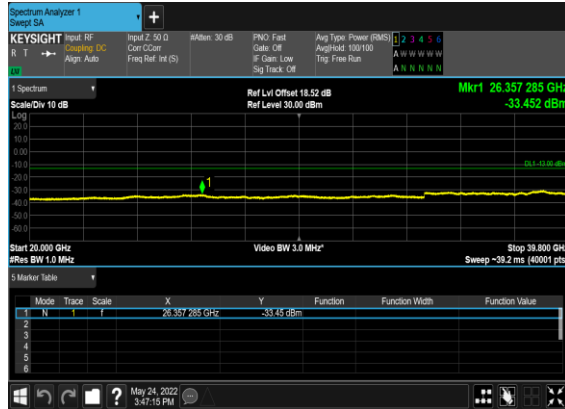 Spectrum Analyzer 1
Swept SA
+
KEYSIGHT
R T
LNI
Input: RF
Coupling: DC
Align: Auto
Input Z: 50 Ω
Corr CCorr
Freq Ref: Int (S)
#Atten: 30 dB
PNO: Fast
Gate: Off
IF Gain: Low
Sig Track: Off
Avg Type: Power (RMS)
Avg|Hold: 100/100
Trig: Free Run
1 2 3 4 5 6
A W W W W W
A N N N N N
1 Spectrum
Scale/Div 10 dB
Ref Lvl Offset 18.52 dB
Ref Level 30.00 dBm
Mkr1 26.357 285 GHz
-33.452 dBm
Log
20.0
10.0
0.00
-10.0
-20.0
-30.0
-40.0
-50.0
-60.0
DL1 -13.00 dBm
1
Start 20.000 GHz
#Res BW 1.0 MHz
Video BW 3.0 MHz*
Stop 39.800 GHz
Sweep ~39.2 ms (40001 pts)
5 Marker Table
Mode Trace Scale X Y Function Function Width Function Value
1 N 1 f 26.357 285 GHz -33.45 dBm
2
3
4
5
6
?
May 24, 2022
3:47:15 PM